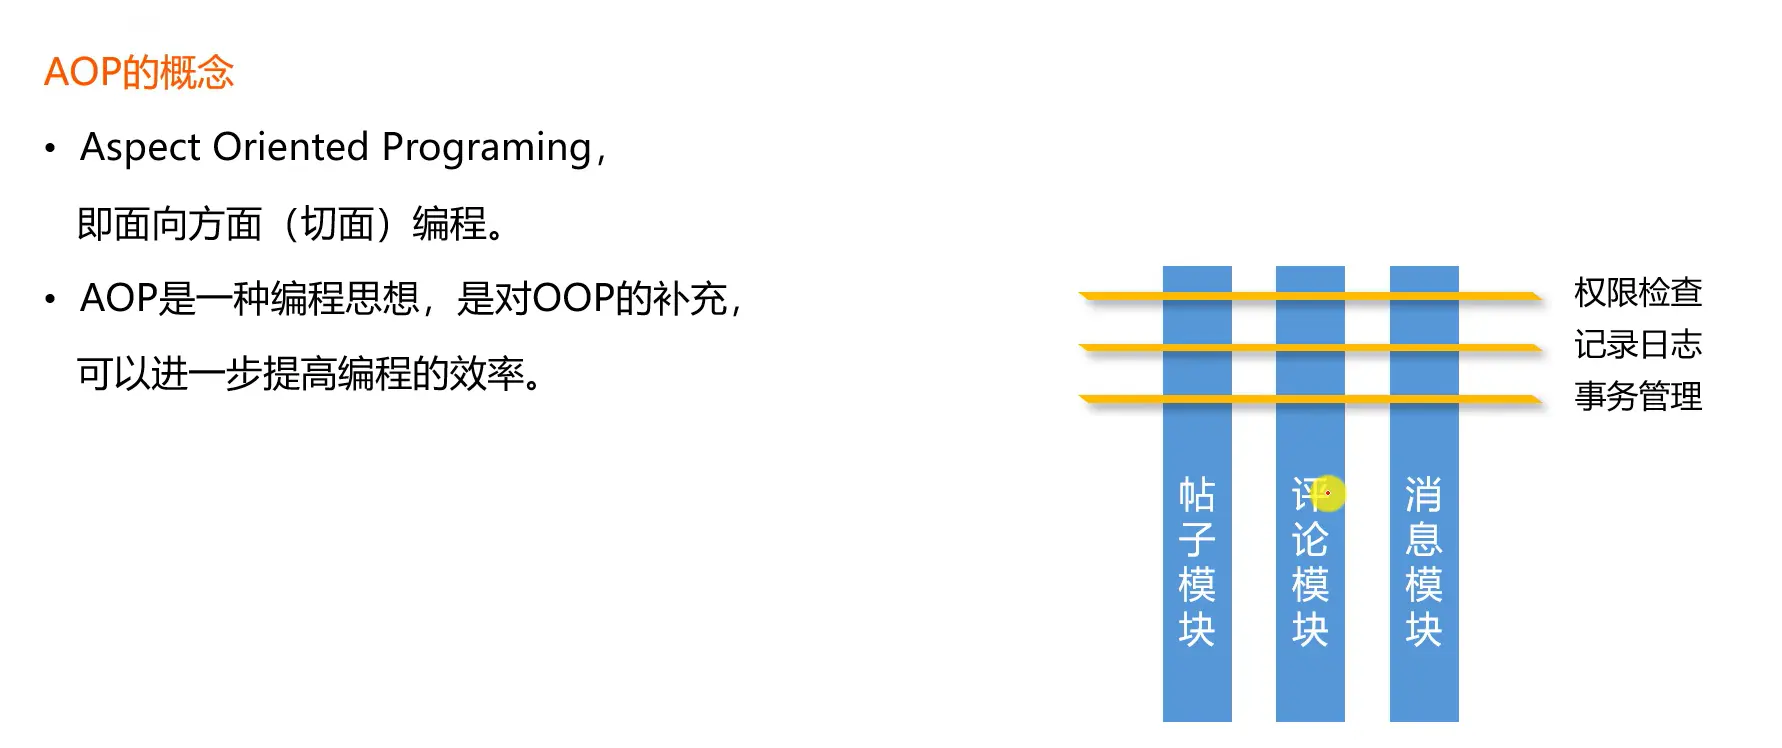 AOP的概念
• Aspect Oriented Programing，
即面向方面（切面）编程。
• AOP是一种编程思想，是对OOP的补充，
可以进一步提高编程的效率。
权限检查
记录日志
事务管理
帖子模块
评论模块
消息模块